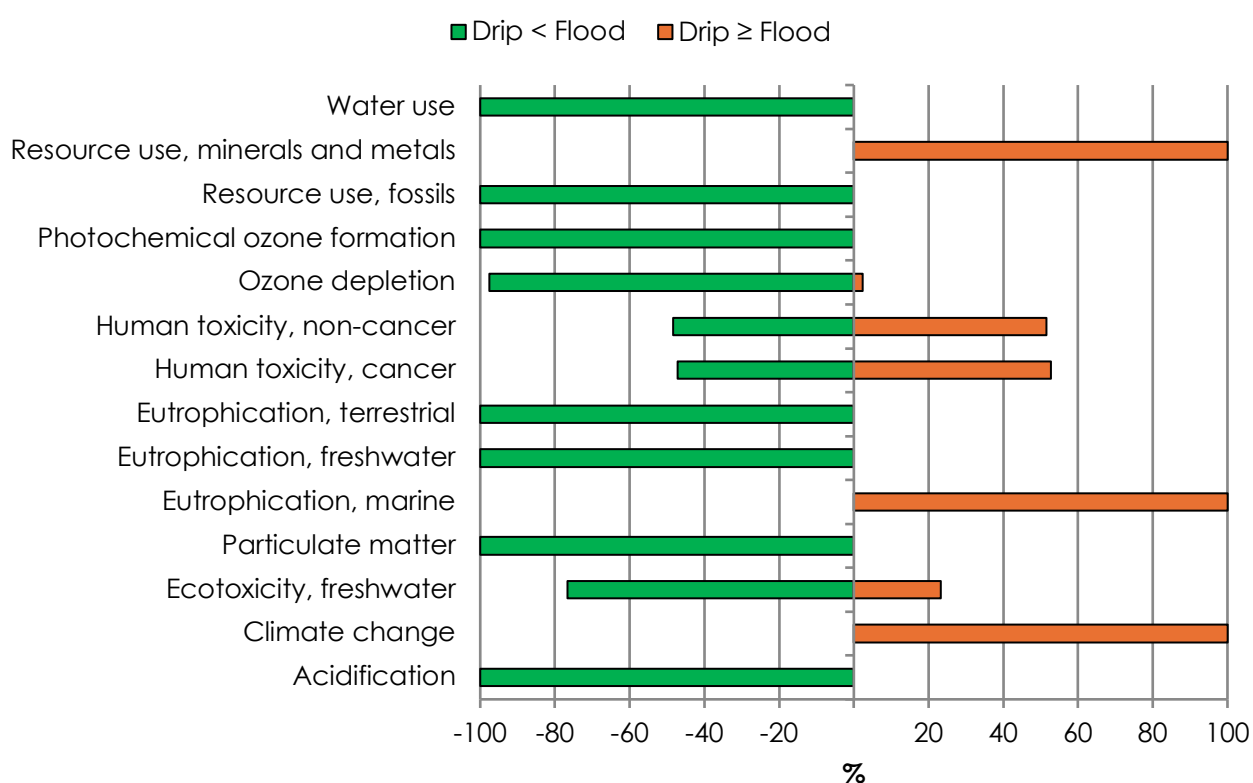 Drip < Flood Drip ≥ Flood
Water use
Resource use, minerals and metals
Resource use, fossils
Photochemical ozone formation
Ozone depletion
Human toxicity, non-cancer
Human toxicity, cancer
Eutrophication, terrestrial
Eutrophication, freshwater
Eutrophication, marine
Particulate matter
Ecotoxicity, freshwater
Climate change
Acidification
-100 -80 -60 -40 -20 20 40 60 80 100
%